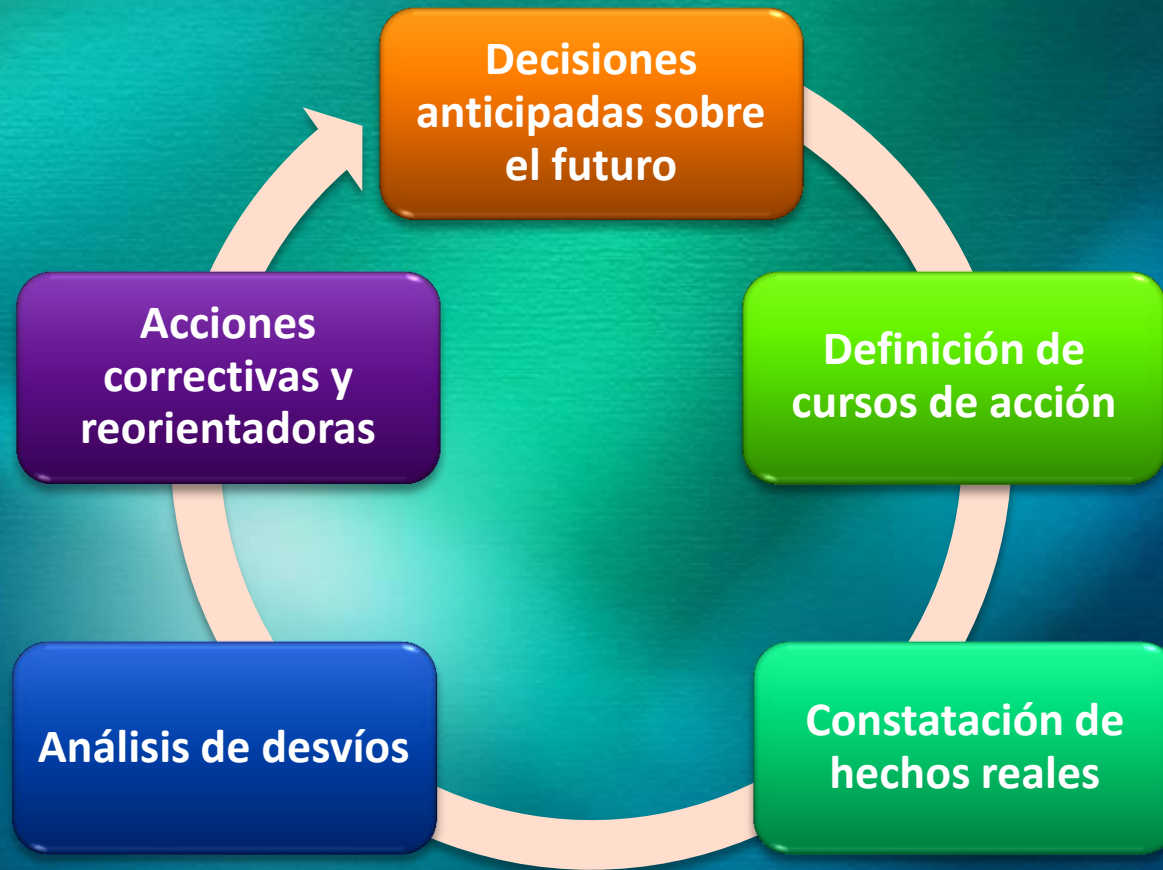 Decisiones
anticipadas sobre
el futuro
Definición de
cursos de acción
Constatación de
hechos reales
Análisis de desvíos
Acciones
correctivas y
reorientadoras